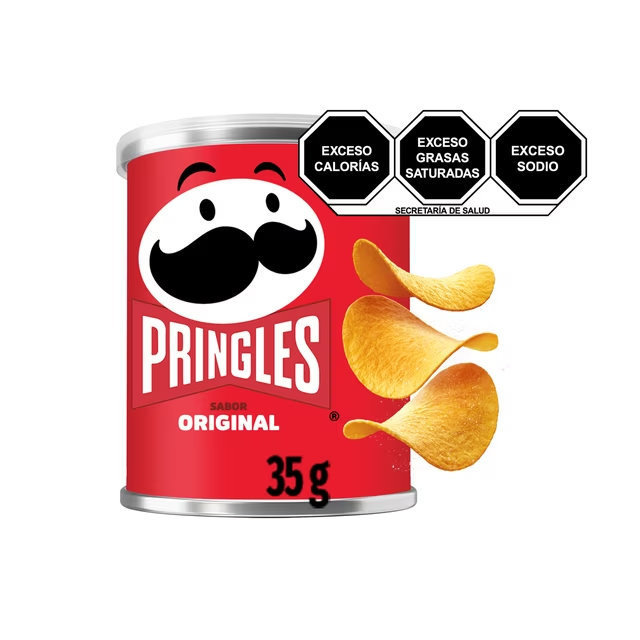 EXCESO
CALORÍAS
EXCESO
GRASAS
SATURADAS
EXCESO
SODIO
SECRETARÍA DE SALUD
PRINGLES
SABOR
ORIGINAL
®
35 g